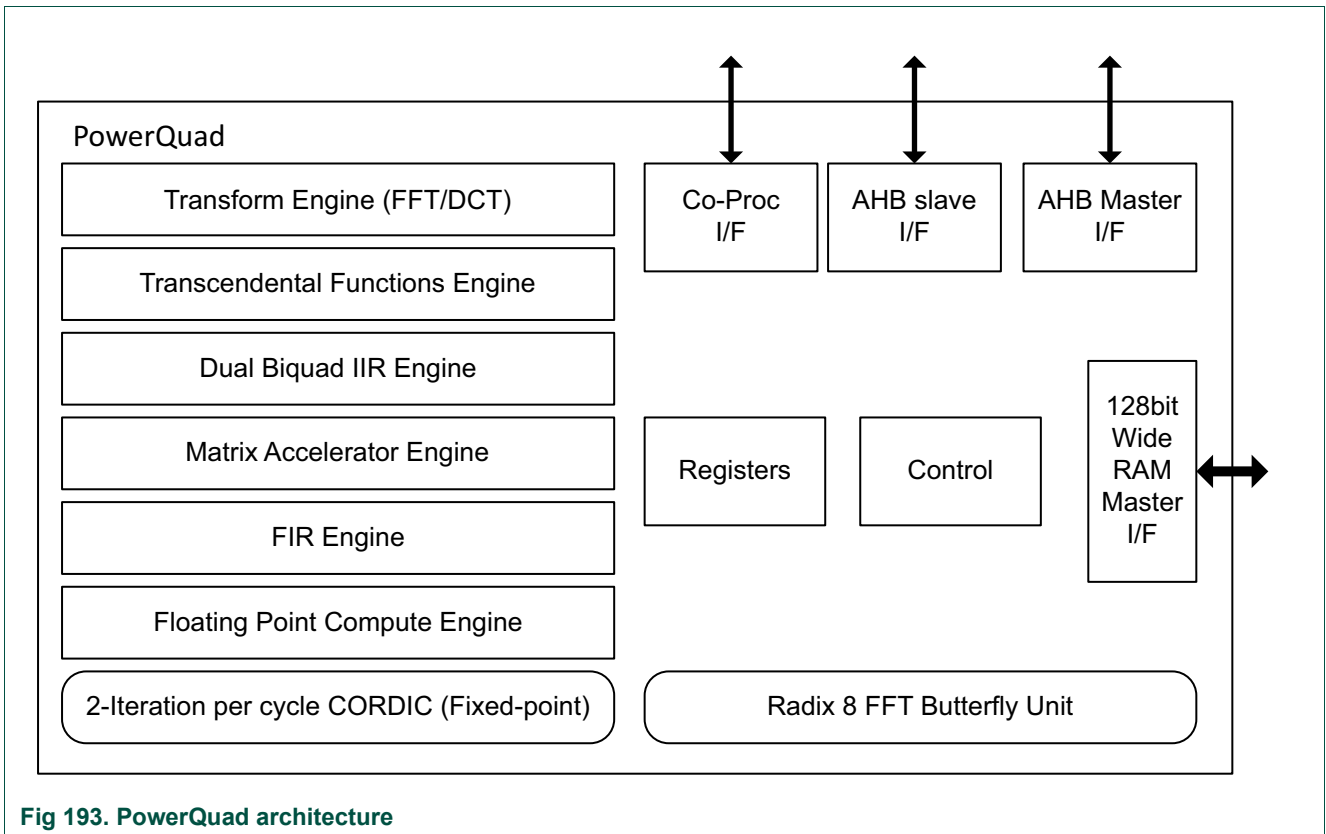 PowerQuad
Transform Engine (FFT/DCT)
Transcendental Functions Engine
Dual Biquad IIR Engine
Matrix Accelerator Engine
FIR Engine
Floating Point Compute Engine
2-Iteration per cycle CORDIC (Fixed-point)
Co-Proc
I/F
AHB slave
I/F
AHB Master
I/F
Registers
Control
128bit
Wide
RAM
Master
I/F
Radix 8 FFT Butterfly Unit
Fig 193. PowerQuad architecture